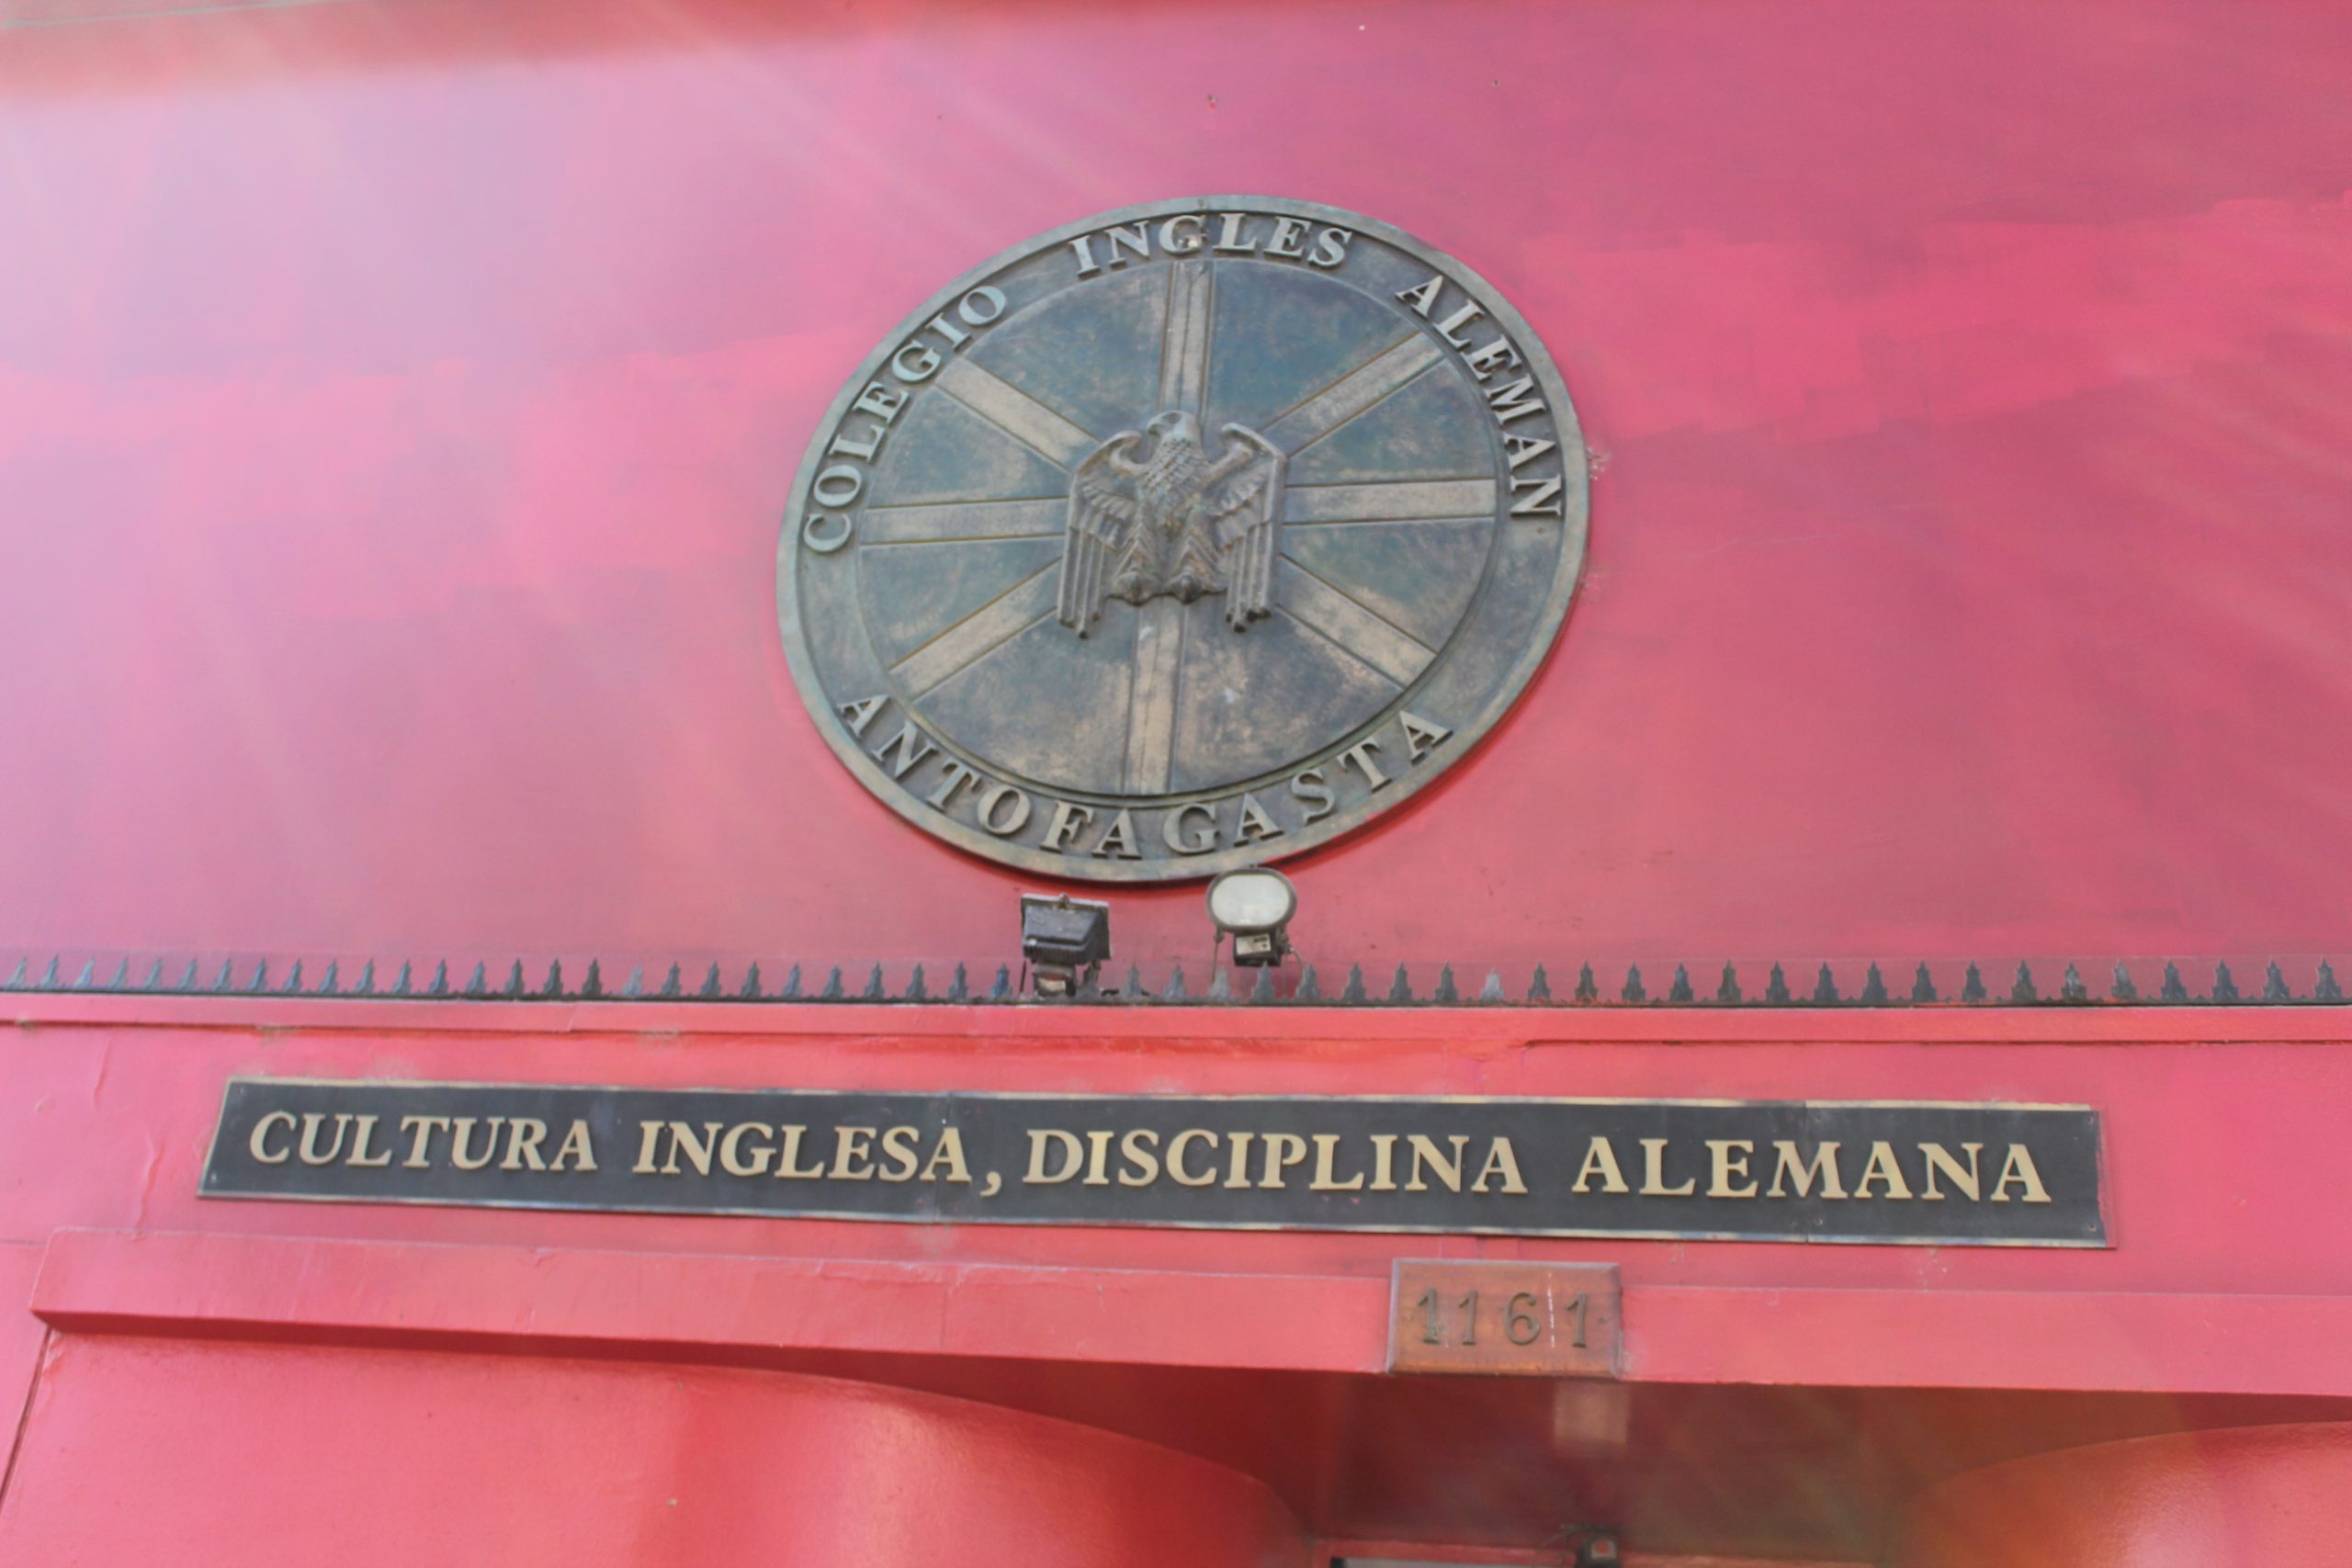 COLEGIO INGLES ALEMAN
ANTOFAGASTA
CULTURA INGLESA, DISCIPLINA ALEMANA
1161